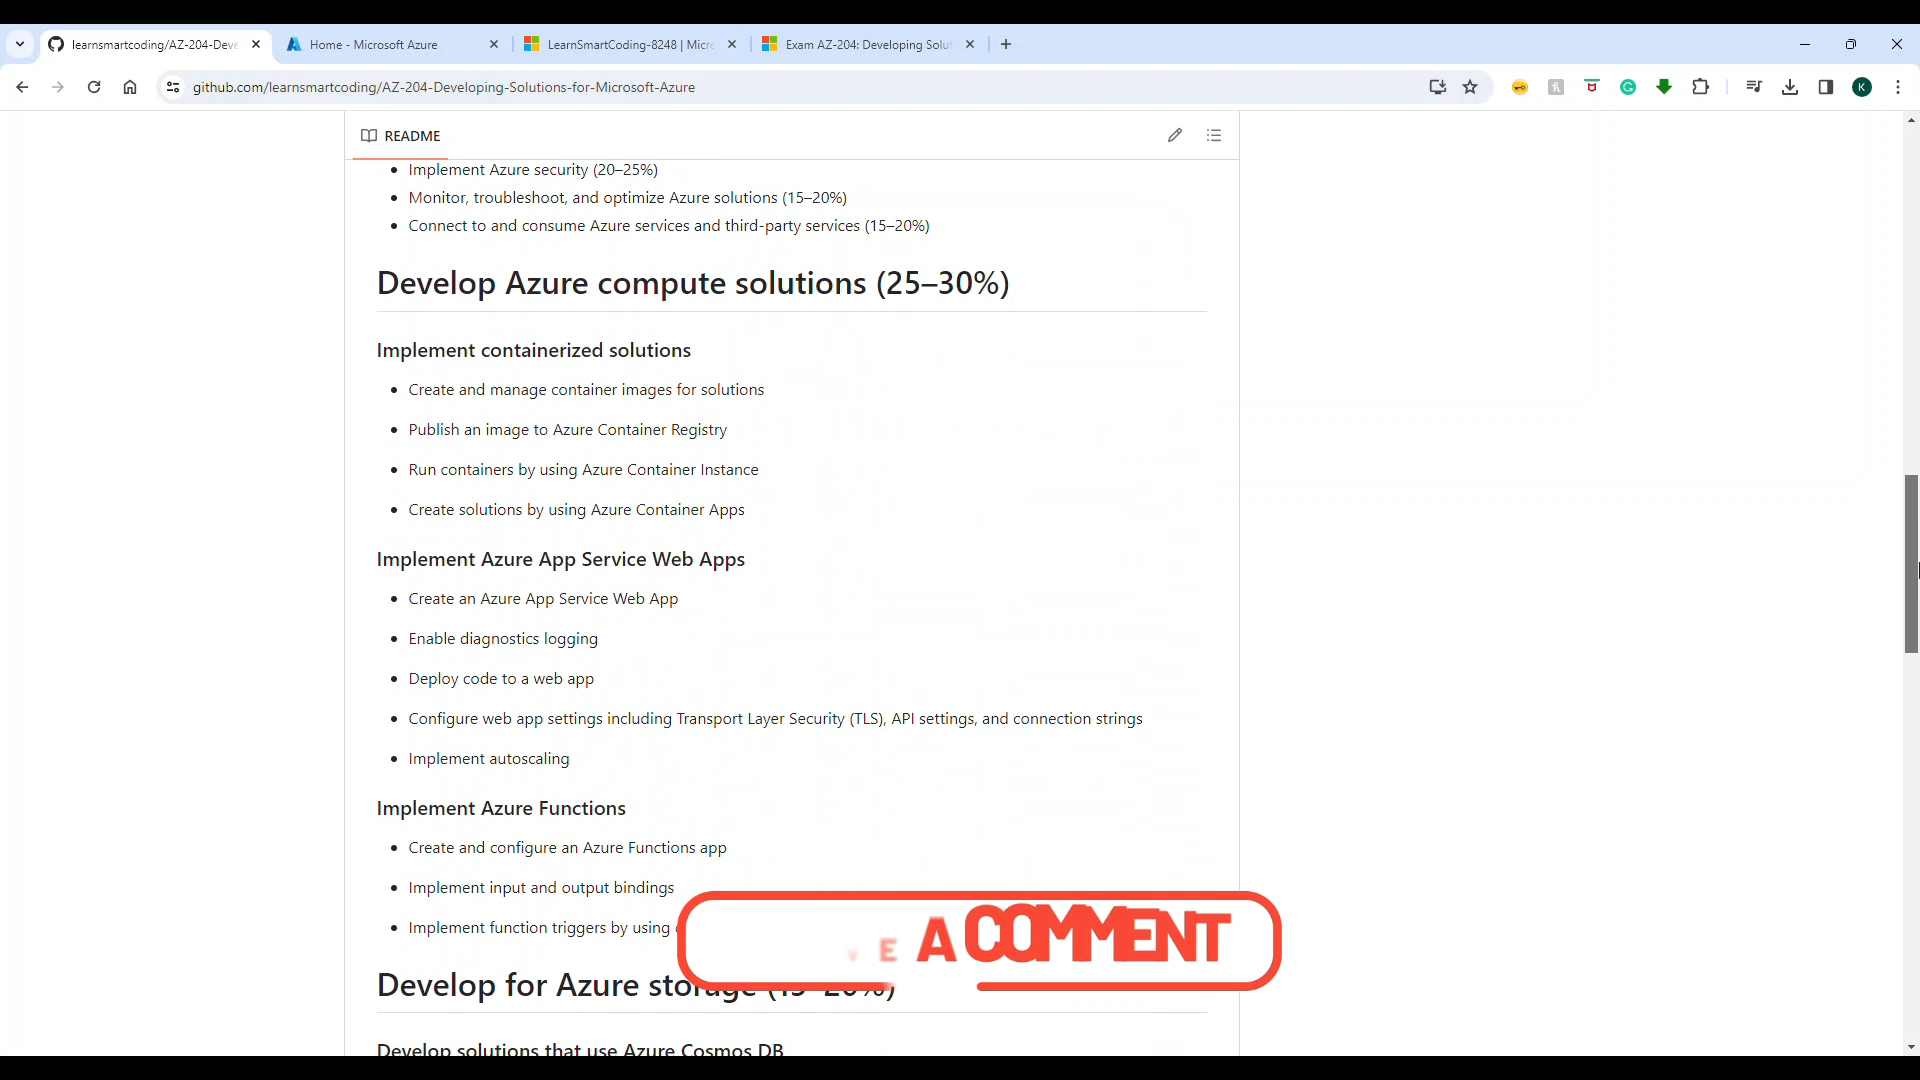 learnsmartcoding/AZ-204-Deve
Home - Microsoft Azure
LearnSmartCoding-8248 | Micr
Exam AZ-204: Developing Solu
github.com/learnsmartcoding/AZ-204-Developing-Solutions-for-Microsoft-Azure
K
README
• Implement Azure security (20–25%)
• Monitor, troubleshoot, and optimize Azure solutions (15–20%)
• Connect to and consume Azure services and third-party services (15–20%)
Develop Azure compute solutions (25–30%)
Implement containerized solutions
• Create and manage container images for solutions
• Publish an image to Azure Container Registry
• Run containers by using Azure Container Instance
• Create solutions by using Azure Container Apps
Implement Azure App Service Web Apps
• Create an Azure App Service Web App
• Enable diagnostics logging
• Deploy code to a web app
• Configure web app settings including Transport Layer Security (TLS), API settings, and connection strings
• Implement autoscaling
Implement Azure Functions
• Create and configure an Azure Functions app
• Implement input and output bindings
• Implement function triggers by using
VE A COMMENT
Develop for Azure storage
Develop solutions that use Azure Cosmos DB